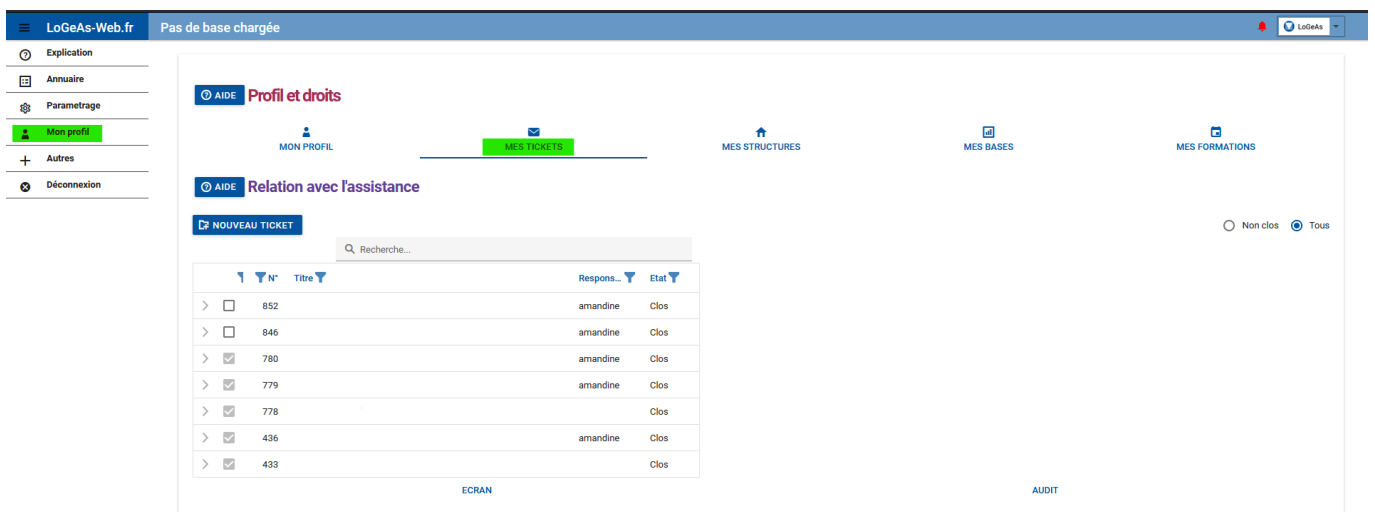 LoGeAs-Web.fr Pas de base chargée LoGeAs
Explication
Annuaire
Parametrage
Mon profil
Autres
Déconnexion
AIDE Profil et droits
MON PROFIL MES TICKETS MES STRUCTURES MES BASES MES FORMATIONS
AIDE Relation avec l'assistance
NOUVEAU TICKET Non clos Tous
Recherche...
N° Titre Respons... Etat
852 amandine Clos
846 amandine Clos
780 amandine Clos
779 amandine Clos
778 Clos
436 amandine Clos
433 Clos
ECRAN AUDIT